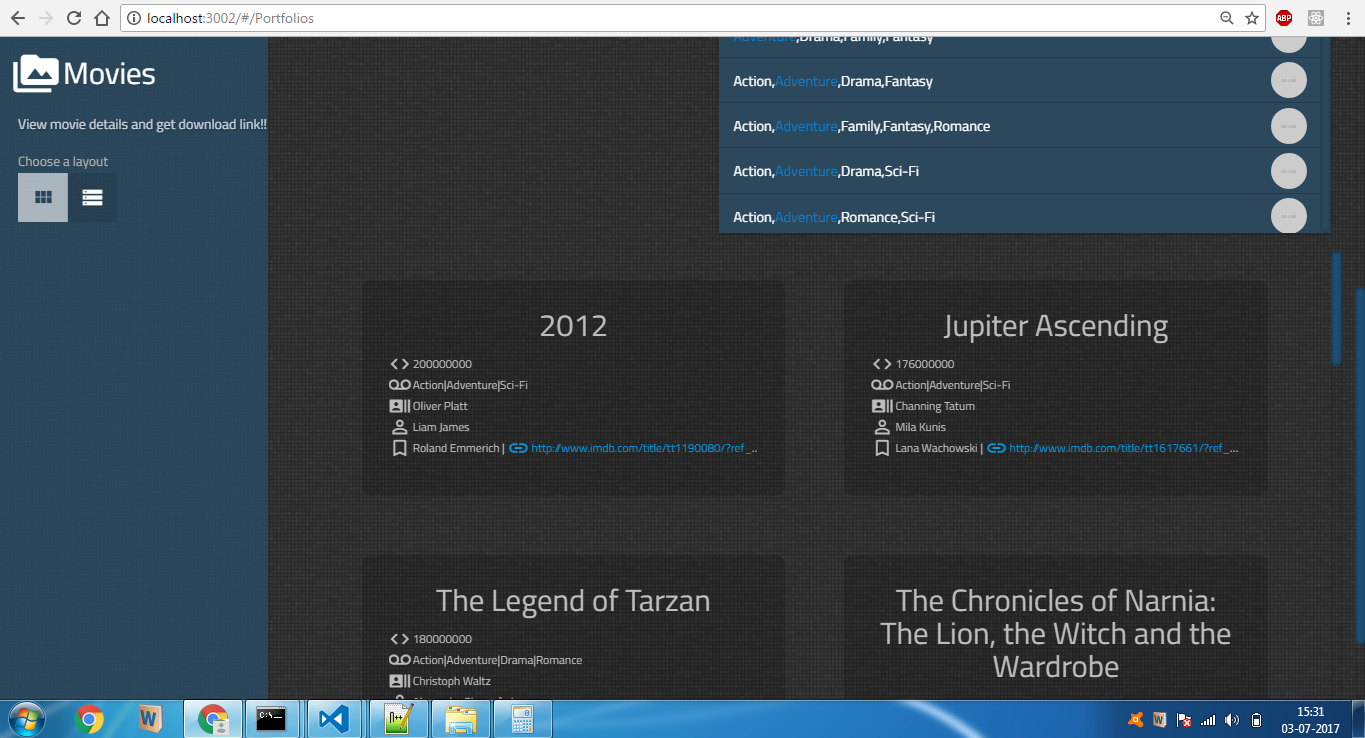 localhost:3002/#/Portfolios
ABP
Movies
View movie details and get download link!!
Choose a layout
Adventure,Drama,Family,Fantasy
Action,Adventure,Drama,Fantasy
Action,Adventure,Family,Fantasy,Romance
Action,Adventure,Drama,Sci-Fi
Action,Adventure,Romance,Sci-Fi
2012
200000000
Action|Adventure|Sci-Fi
Oliver Platt
Liam James
Roland Emmerich | http://www.imdb.com/title/tt1190080/?ref_..
Jupiter Ascending
176000000
Action|Adventure|Sci-Fi
Channing Tatum
Mila Kunis
Lana Wachowski | http://www.imdb.com/title/tt1617661/?ref_...
The Legend of Tarzan
180000000
Action|Adventure|Drama|Romance
Christoph Waltz
The Chronicles of Narnia:
The Lion, the Witch and the
Wardrobe
15:31
03-07-2017